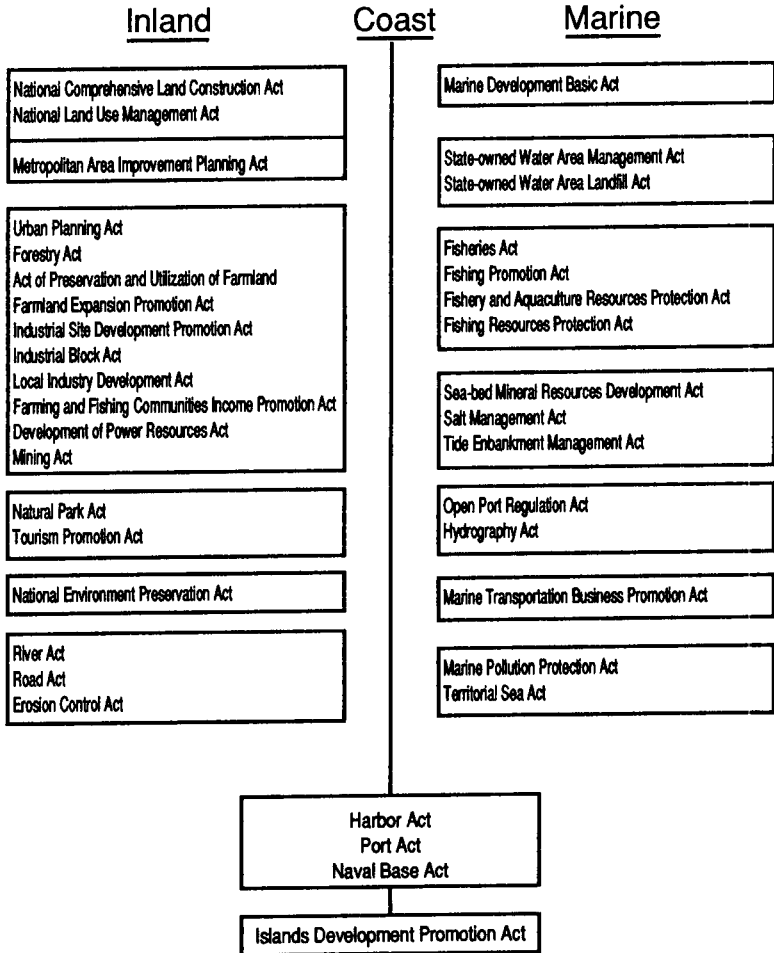 Inland
Coast
Marine
National Comprehensive Land Construction Act
National Land Use Management Act
Metropolitan Area Improvement Planning Act
Urban Planning Act
Forestry Act
Act of Preservation and Utilization of Farmland
Farmland Expansion Promotion Act
Industrial Site Development Promotion Act
Industrial Block Act
Local Industry Development Act
Farming and Fishing Communities Income Promotion Act
Development of Power Resources Act
Mining Act
Natural Park Act
Tourism Promotion Act
National Environment Preservation Act
River Act
Road Act
Erosion Control Act
Marine Development Basic Act
State-owned Water Area Management Act
State-owned Water Area Landfill Act
Fisheries Act
Fishing Promotion Act
Fishery and Aquaculture Resources Protection Act
Fishing Resources Protection Act
Sea-bed Mineral Resources Development Act
Salt Management Act
Tide Enbankment Management Act
Open Port Regulation Act
Hydrography Act
Marine Transportation Business Promotion Act
Marine Pollution Protection Act
Territorial Sea Act
Harbor Act
Port Act
Naval Base Act
Islands Development Promotion Act